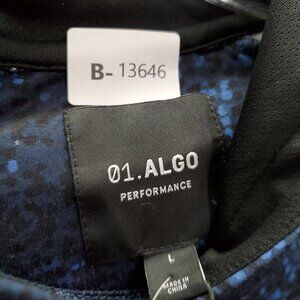 B-13646
01.ALGO
PERFORMANCE
L
MADE IN
CHINA